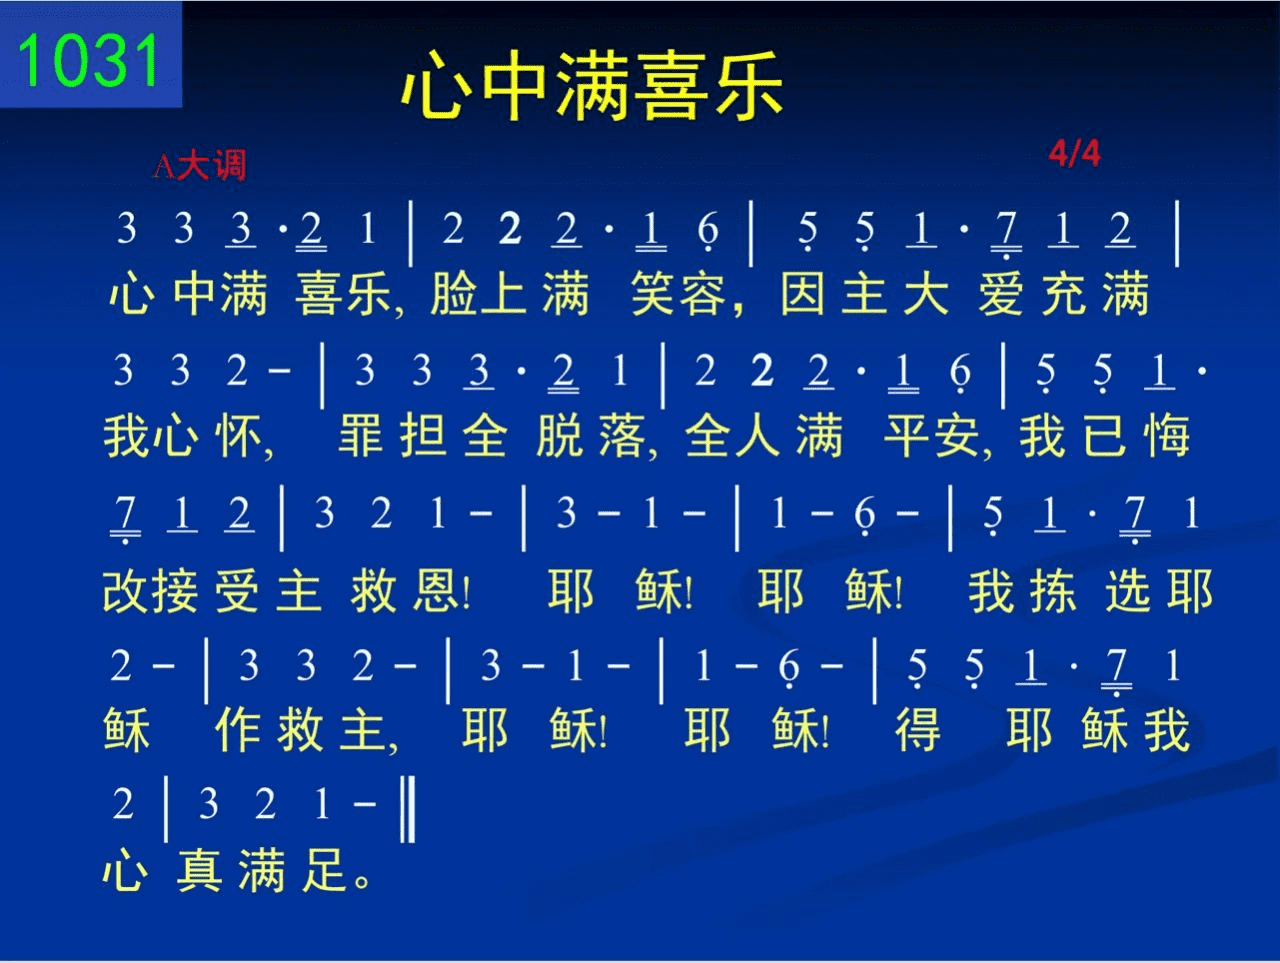 1031
心中满喜乐
A大调 4/4
3 3 3 · 2 1 | 2 2 2 · 1 6 | 5 5 1 · 7 1 2 |
心中满 喜乐, 脸上满 笑容，因主大 爱充满
3 3 2 - | 3 3 3 · 2 1 | 2 2 2 · 1 6 | 5 5 1 ·
我心怀, 罪担全 脱落, 全人满 平安, 我已悔
7 1 2 | 3 2 1 - | 3 - 1 - | 1 - 6 - | 5 1 · 7 1
改接受主 救恩! 耶 稣! 耶 稣! 我拣 选耶
2 - | 3 3 2 - | 3 - 1 - | 1 - 6 - | 5 5 1 · 7 1
稣 作救主, 耶 稣! 耶 稣! 得 耶 稣我
2 | 3 2 1 - ‖
心 真满足。